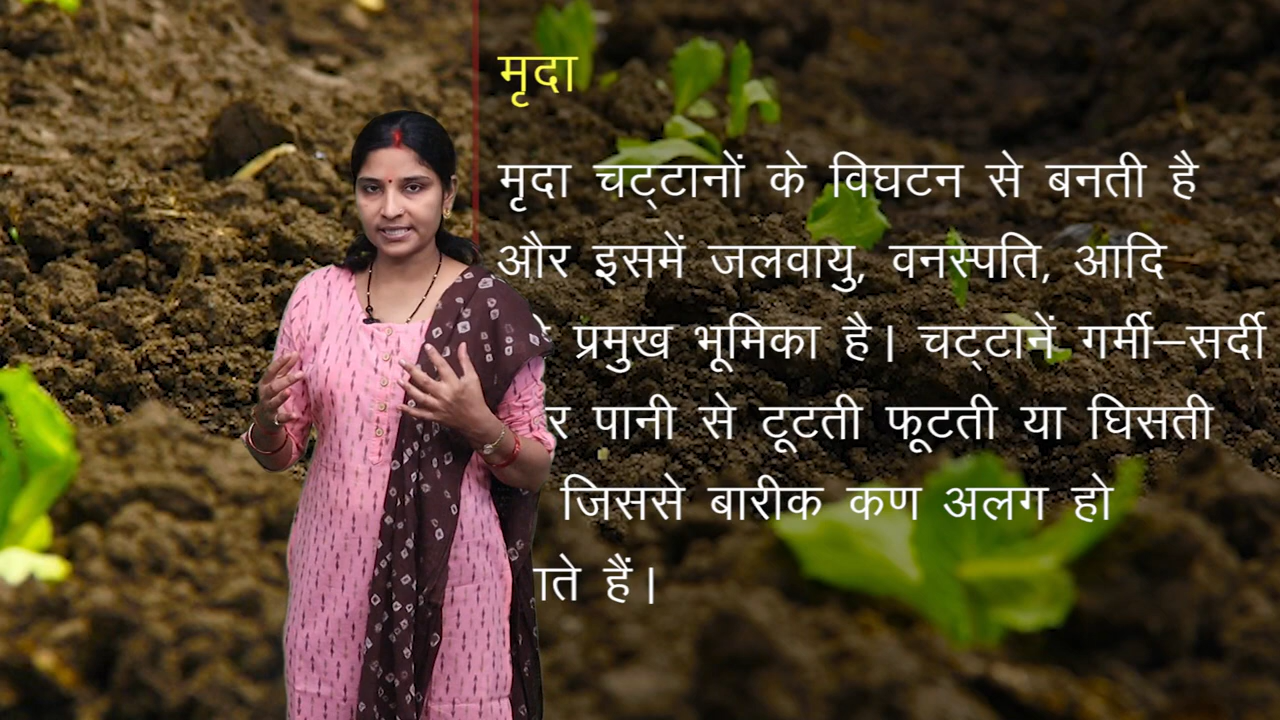 मृदा
मृदा चट्टानों के विघटन से बनती है
और इसमें जलवायु, वनस्पति, आदि
प्रमुख भूमिका है। चट्टानें गर्मी–सर्दी
पानी से टूटती फूटती या घिसती
जिससे बारीक कण अलग हो
हैं।